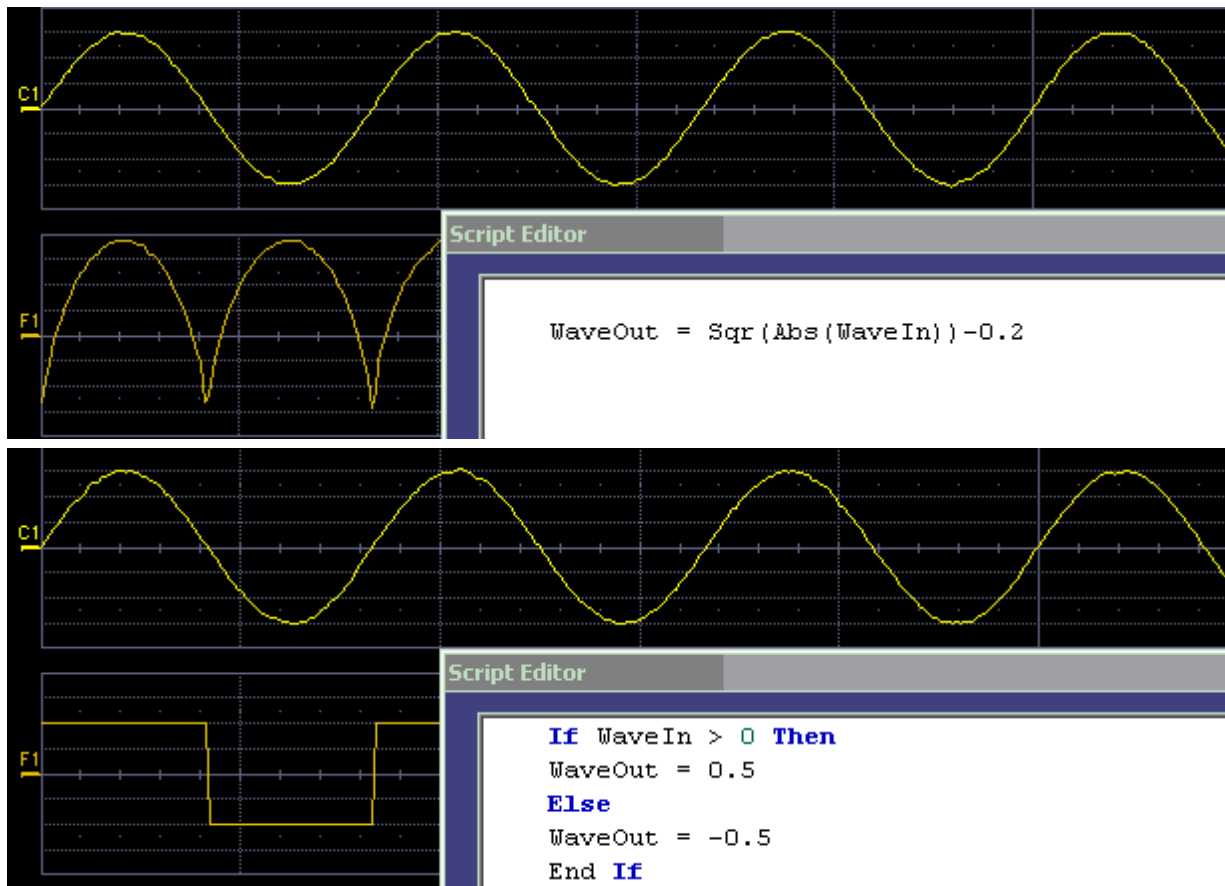 C1
Script Editor
F1
WaveOut = Sqr(Abs(WaveIn))-0.2
C1
Script Editor
If WaveIn > 0 Then
F1
WaveOut = 0.5
Else
WaveOut = -0.5
End If